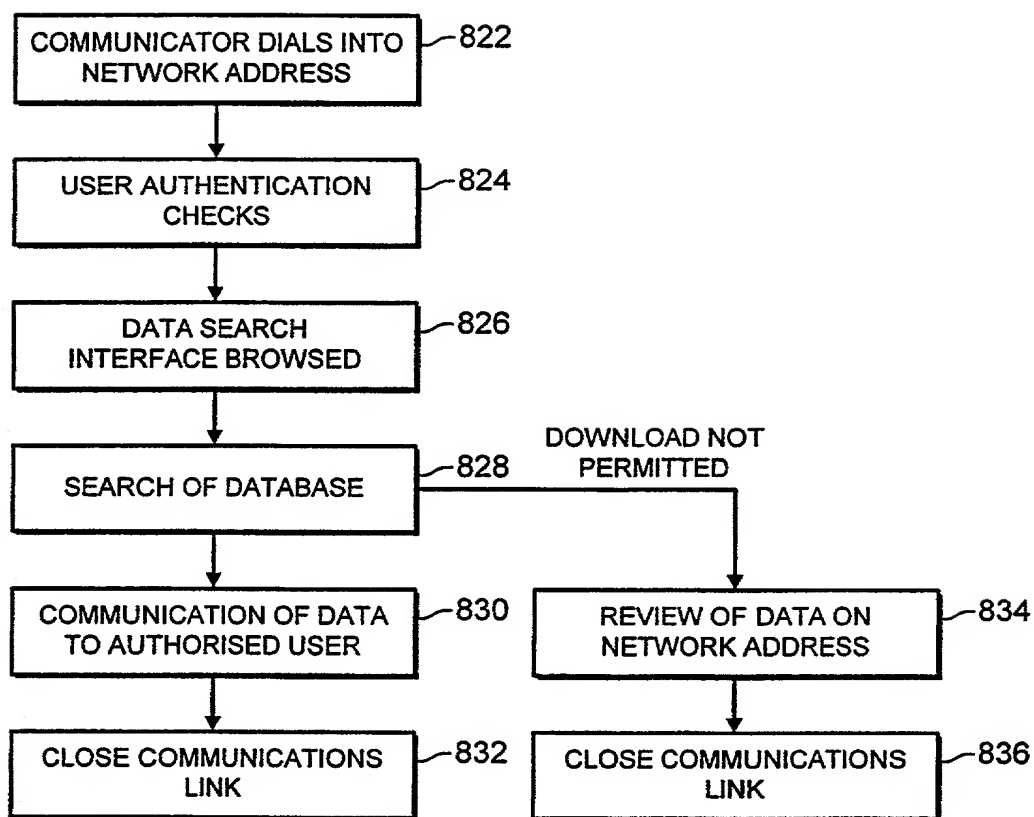 COMMUNICATOR DIALS INTO
NETWORK ADDRESS
822
USER AUTHENTICATION
CHECKS
824
DATA SEARCH
INTERFACE BROWSED
826
SEARCH OF DATABASE
828
DOWNLOAD NOT
PERMITTED
COMMUNICATION OF DATA
TO AUTHORISED USER
830
REVIEW OF DATA ON
NETWORK ADDRESS
834
CLOSE COMMUNICATIONS
LINK
832
CLOSE COMMUNICATIONS
LINK
836